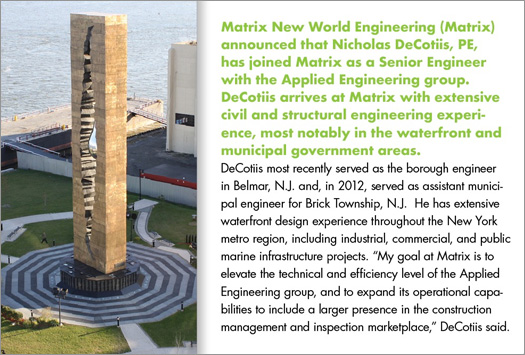 Matrix New World Engineering (Matrix)
announced that Nicholas DeCotiis, PE,
has joined Matrix as a Senior Engineer
with the Applied Engineering group.
DeCotiis arrives at Matrix with extensive
civil and structural engineering experi-
ence, most notably in the waterfront and
municipal government areas.
DeCotiis most recently served as the borough engineer
in Belmar, N.J. and, in 2012, served as assistant munici-
pal engineer for Brick Township, N.J. He has extensive
waterfront design experience throughout the New York
metro region, including industrial, commercial, and public
marine infrastructure projects. “My goal at Matrix is to
elevate the technical and efficiency level of the Applied
Engineering group, and to expand its operational capa-
bilities to include a larger presence in the construction
management and inspection marketplace,” DeCotiis said.